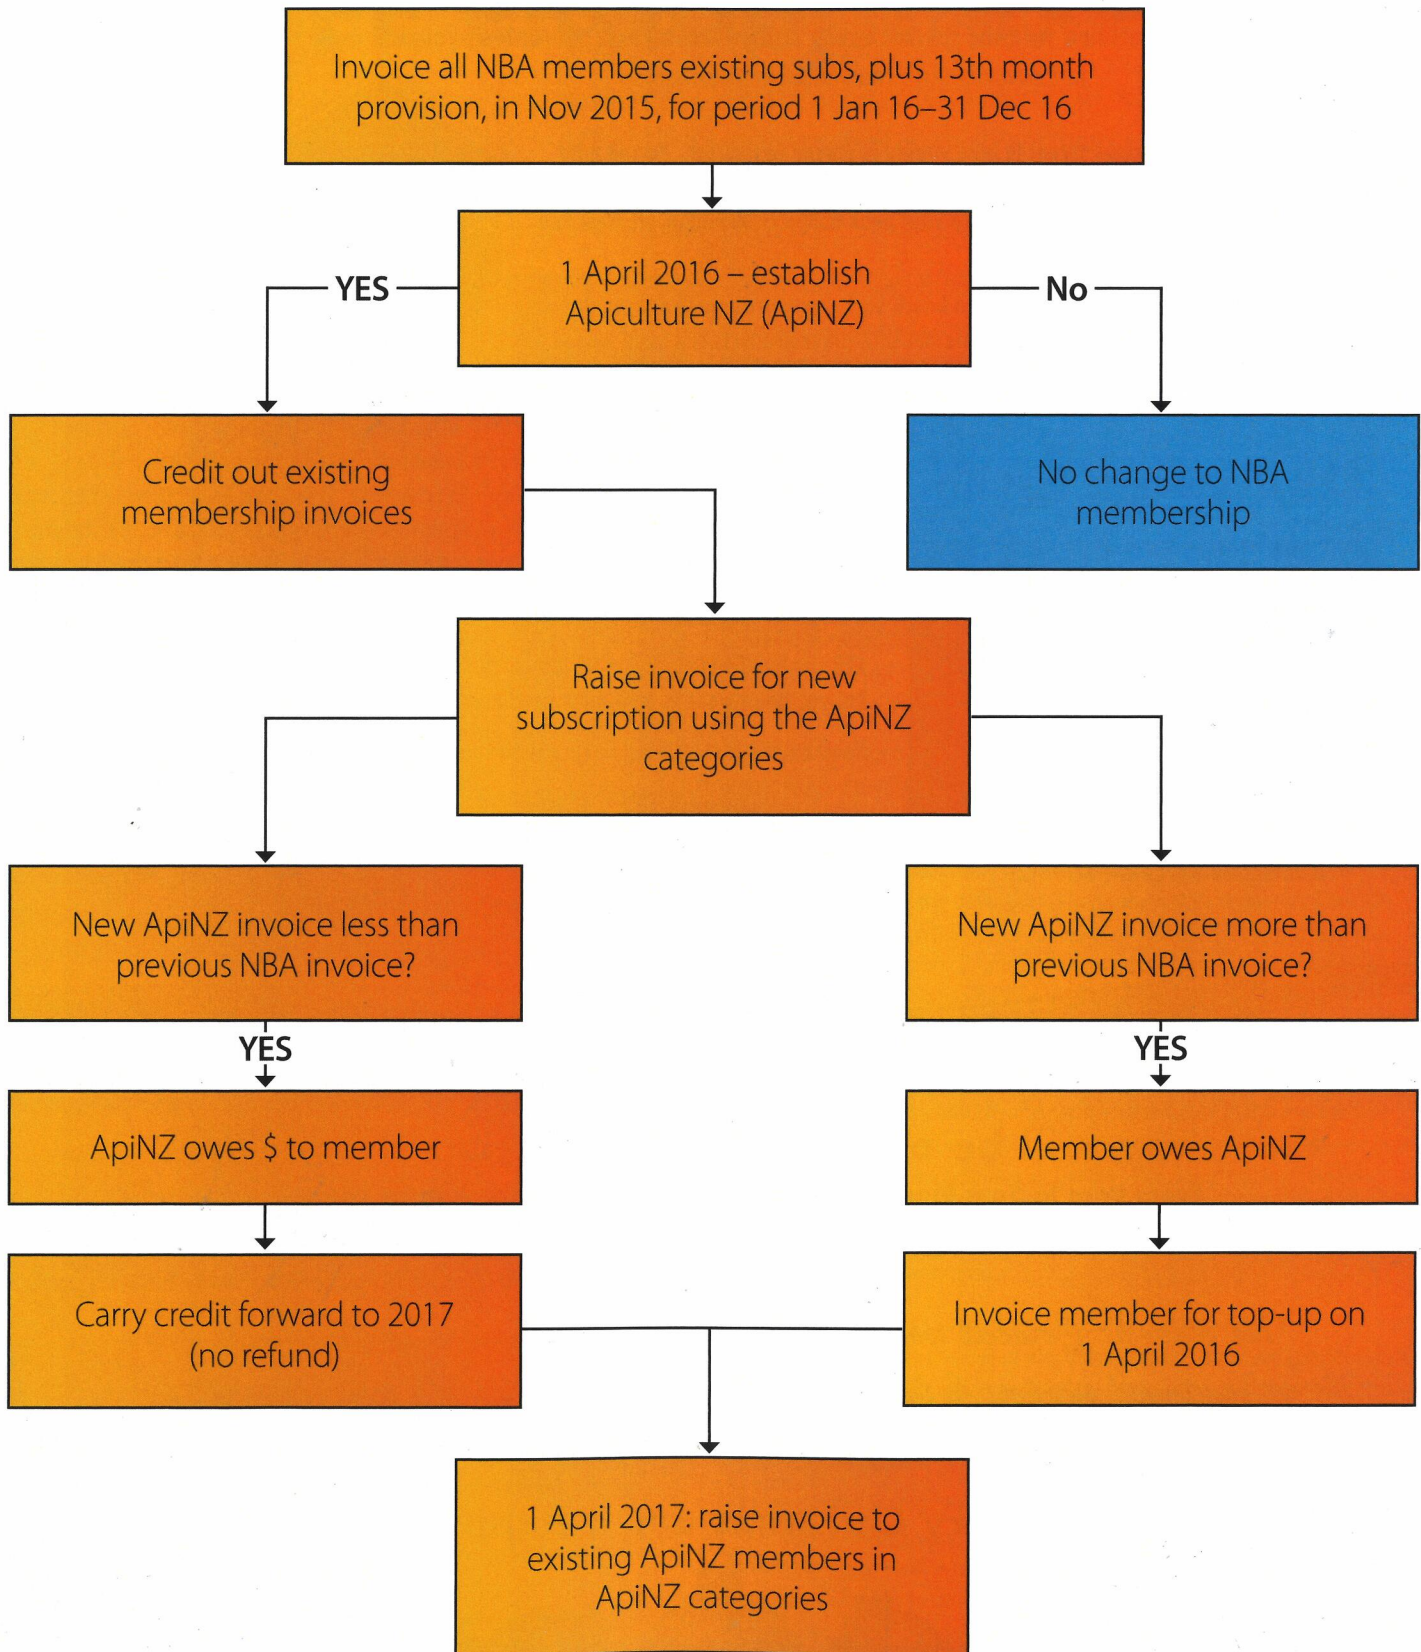 Invoice all NBA members existing subs, plus 13th month
provision, in Nov 2015, for period 1 Jan 16–31 Dec 16
1 April 2016 – establish
Apiculture NZ (ApiNZ)
YES
No
Credit out existing
membership invoices
No change to NBA
membership
Raise invoice for new
subscription using the ApiNZ
categories
New ApiNZ invoice less than
previous NBA invoice?
New ApiNZ invoice more than
previous NBA invoice?
YES
YES
ApiNZ owes $ to member
Member owes ApiNZ
Carry credit forward to 2017
(no refund)
Invoice member for top-up on
1 April 2016
1 April 2017: raise invoice to
existing ApiNZ members in
ApiNZ categories